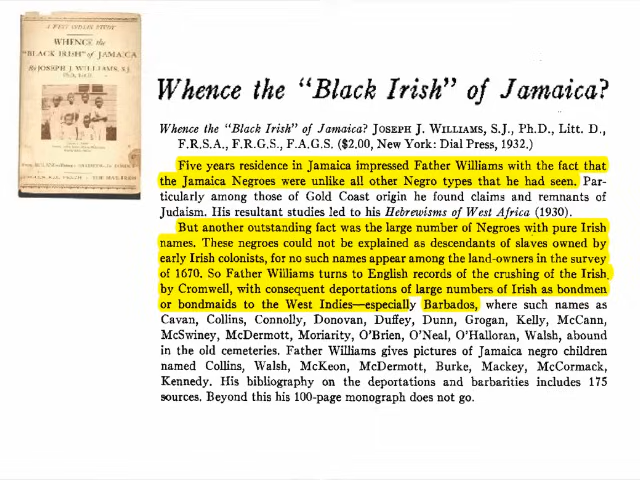 A WEST INDIAN STUDY
WHENCE the
"BLACK IRISH" of JAMAICA
By JOSEPH J. WILLIAMS, S.J.
Whence the "Black Irish" of Jamaica?
Whence the "Black Irish" of Jamaica? JOSEPH J. WILLIAMS, S.J., Ph.D., Litt. D.,
F.R.S.A., F.R.G.S., F.A.G.S. ($2.00, New York: Dial Press, 1932.)
Five years residence in Jamaica impressed Father Williams with the fact that
the Jamaica Negroes were unlike all other Negro types that he had seen. Par-
ticularly among those of Gold Coast origin he found claims and remnants of
Judaism. His resultant studies led to his Hebrewisms of West Africa (1930).
But another outstanding fact was the large number of Negroes with pure Irish
names. These negroes could not be explained as descendants of slaves owned by
early Irish colonists, for no such names appear among the land-owners in the survey
of 1670. So Father Williams turns to English records of the crushing of the Irish
by Cromwell, with consequent deportations of large numbers of Irish as bondmen
or bondmaids to the West Indies—especially Barbados, where such names as
Cavan, Collins, Connolly, Donovan, Duffey, Dunn, Grogan, Kelly, McCann,
McSwiney, McDermott, Moriarity, O'Brien, O'Neal, O'Halloran, Walsh, abound
in the old cemeteries. Father Williams gives pictures of Jamaica negro children
named Collins, Walsh, McKeon, McDermott, Burke, Mackey, McCormack,
Kennedy. His bibliography on the deportations and barbarities includes 175
sources. Beyond this his 100-page monograph does not go.